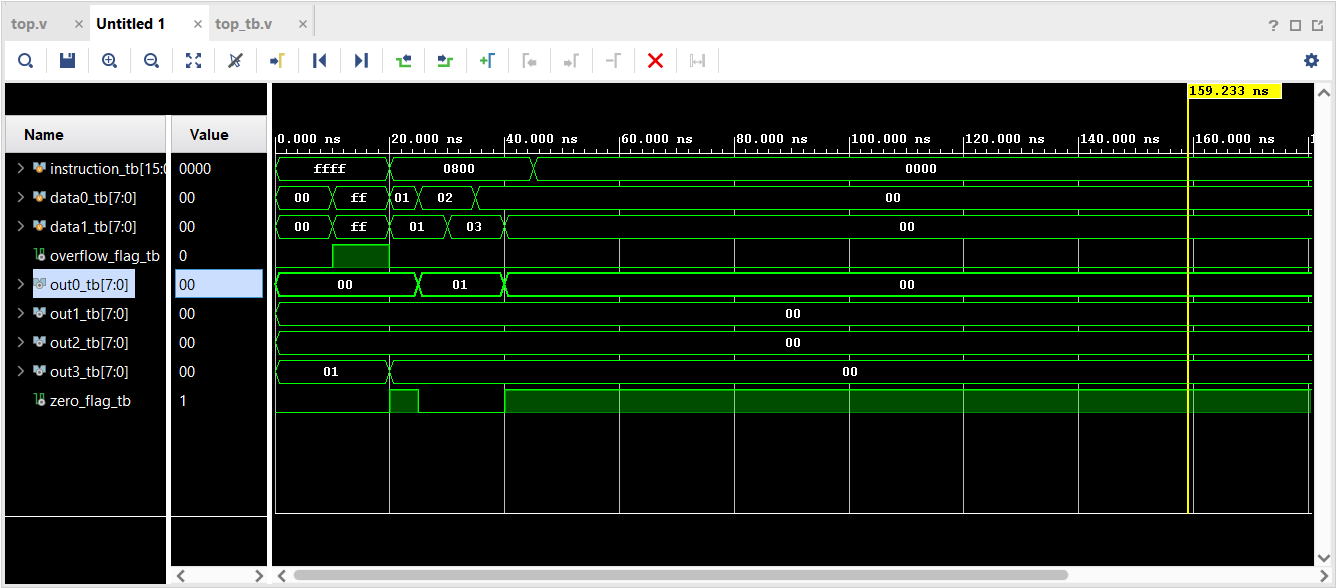 top.v × Untitled 1 × top_tb.v × ?
159.233 ns
Name Value
0.000 ns 20.000 ns 40.000 ns 60.000 ns 80.000 ns 100.000 ns 120.000 ns 140.000 ns 160.000 ns
instruction_tb[15:0 0000 ffff 0800 0000
data0_tb[7:0] 00 00 ff 01 02 00
data1_tb[7:0] 00 00 ff 01 03 00
overflow_flag_tb 0
out0_tb[7:0] 00 00 01 00
out1_tb[7:0] 00 00
out2_tb[7:0] 00 00
out3_tb[7:0] 00 01 00
zero_flag_tb 1